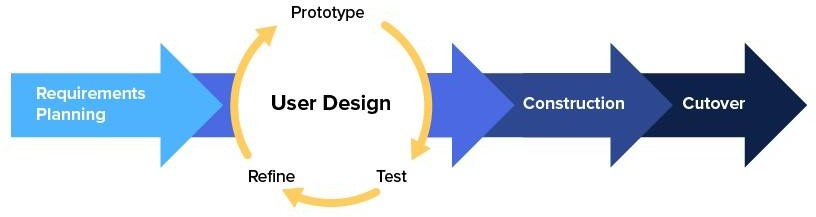 Prototype
Requirements
Planning
User Design
Construction
Cutover
Refine
Test